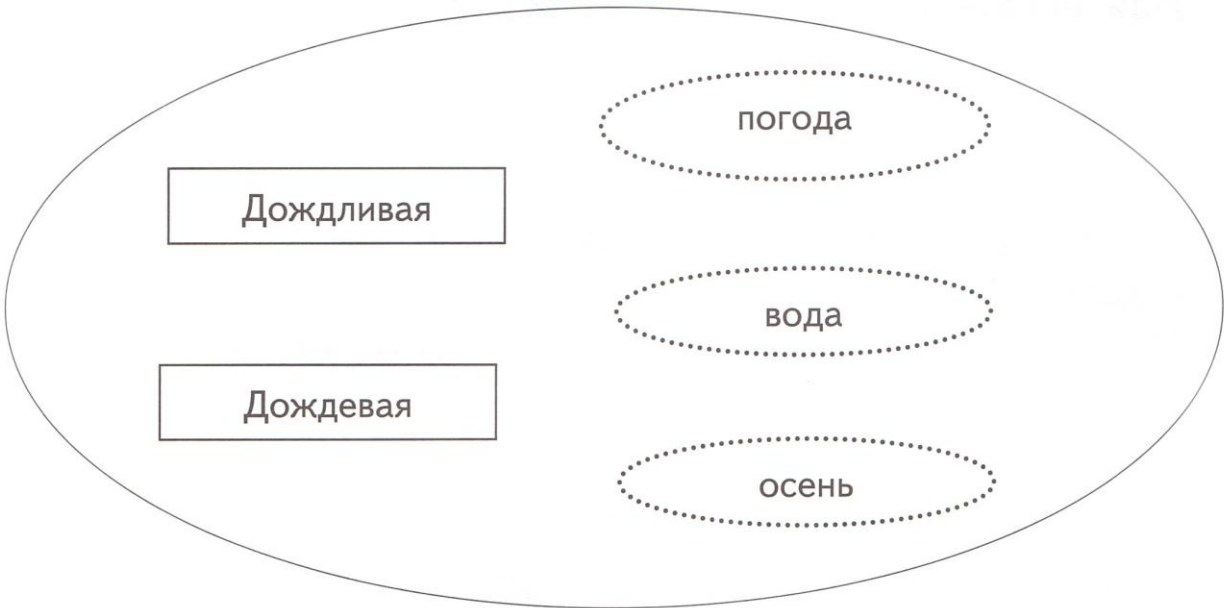 погода
Дождливая
вода
Дождевая
осень